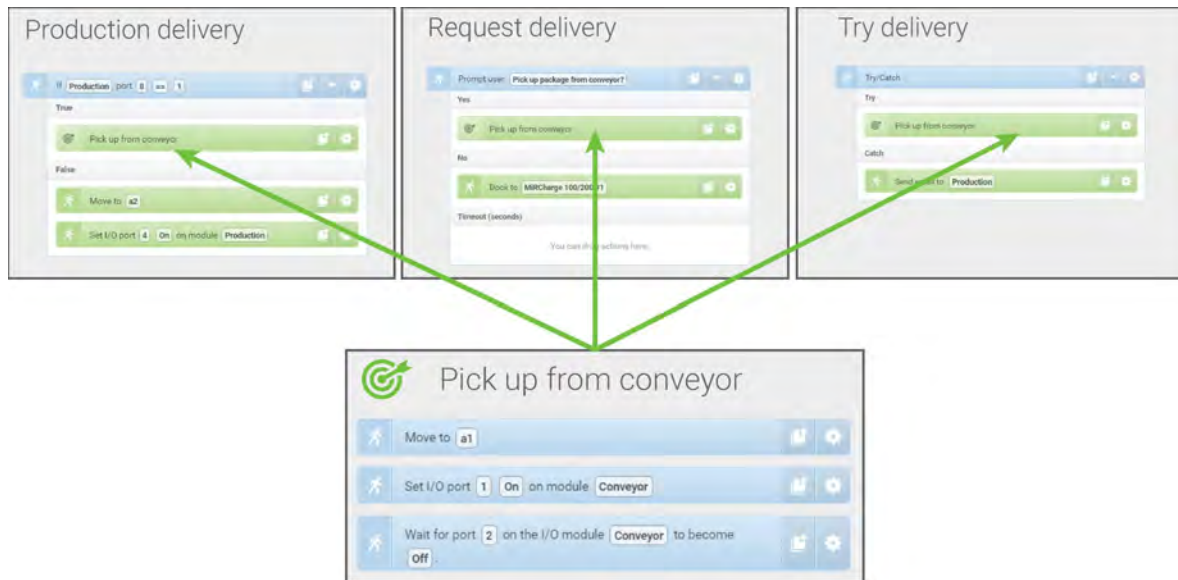 Production delivery
If Production port 8 == 1
True
Pick up from conveyor
False
Move to a2
Set I/O port 4 On on module Production
Request delivery
Prompt user: Pick up package from conveyor?
Yes
Pick up from conveyor
No
Dock to MiRCharge 100/200
Timeout (seconds)
You can drag actions here.
Try delivery
Try/Catch
Try
Pick up from conveyor
Catch
Send email to Production
Pick up from conveyor
Move to a1
Set I/O port 1 On on module Conveyor
Wait for port 2 on the I/O module Conveyor to become
Off .